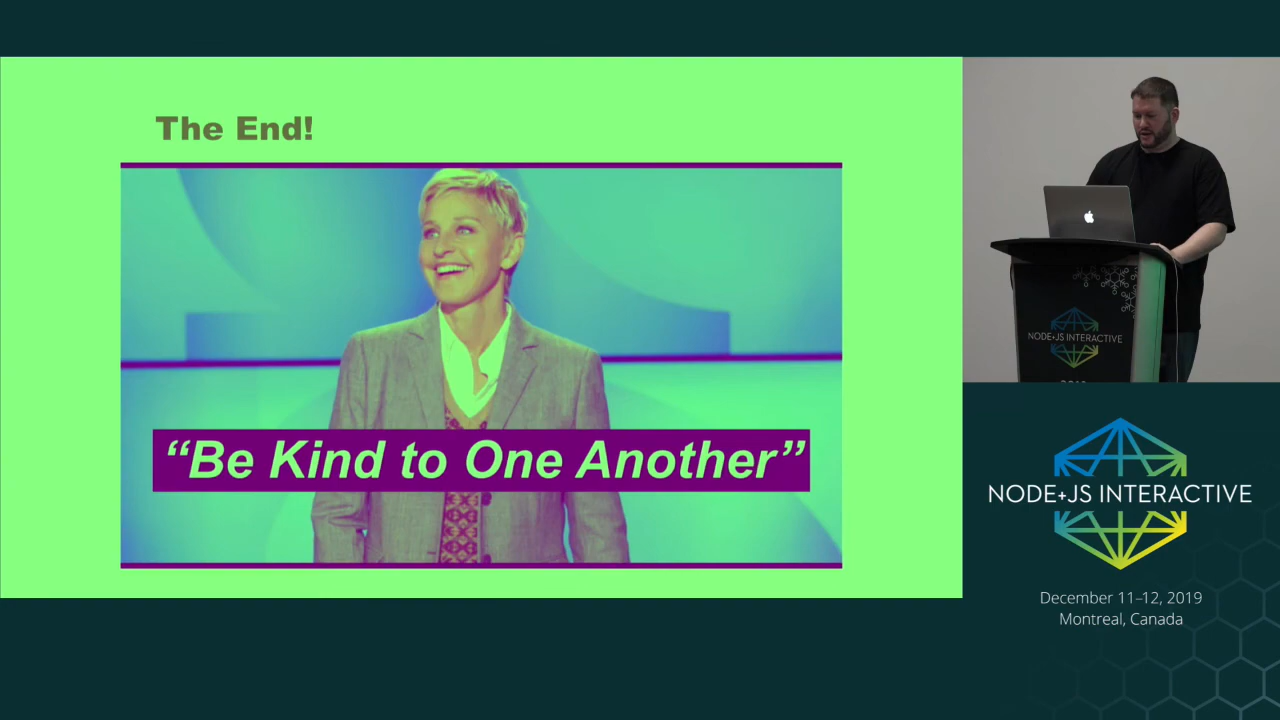 The End!
“Be Kind to One Another”
NODE+JS INTERACTIVE
NODE+JS INTERACTIVE
December 11–12, 2019
Montreal, Canada